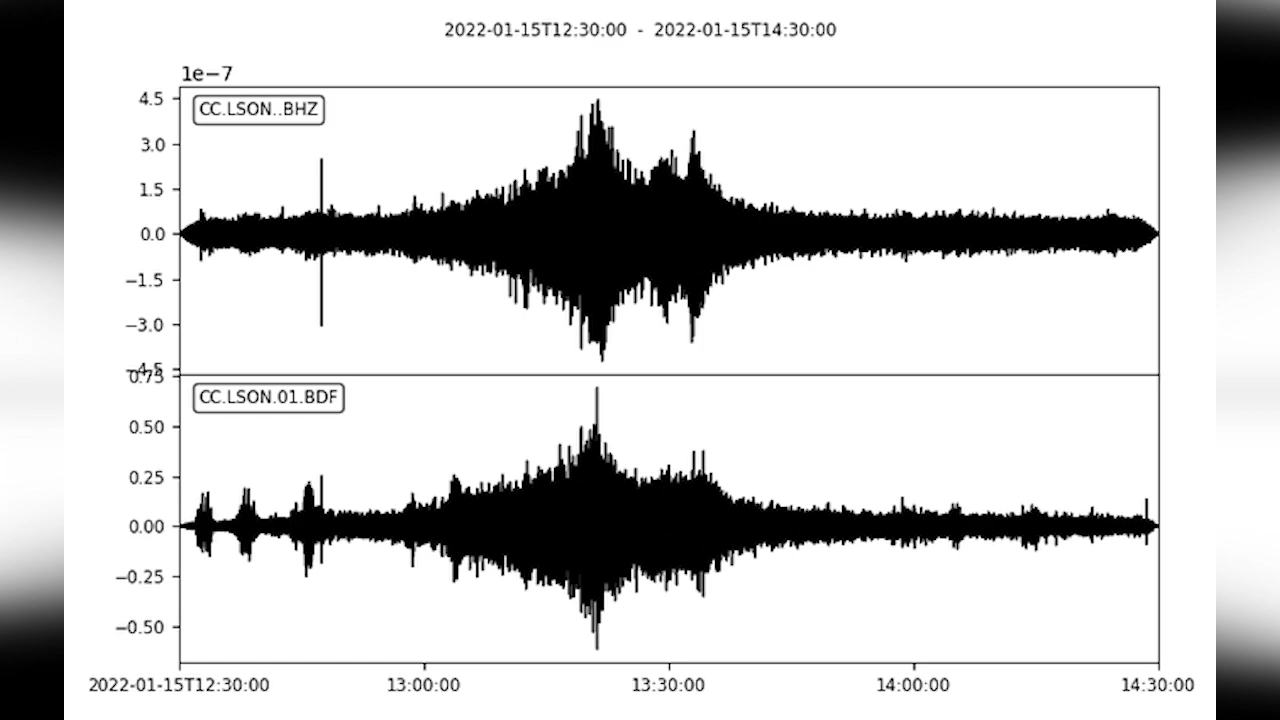 2022-01-15T12:30:00 - 2022-01-15T14:30:00
1e−7
CC.LSON..BHZ
4.5
3.0
1.5
0.0
−1.5
−3.0
−4.5
CC.LSON.01.BDF
0.75
0.50
0.25
0.00
−0.25
−0.50
2022-01-15T12:30:00 13:00:00 13:30:00 14:00:00 14:30:00